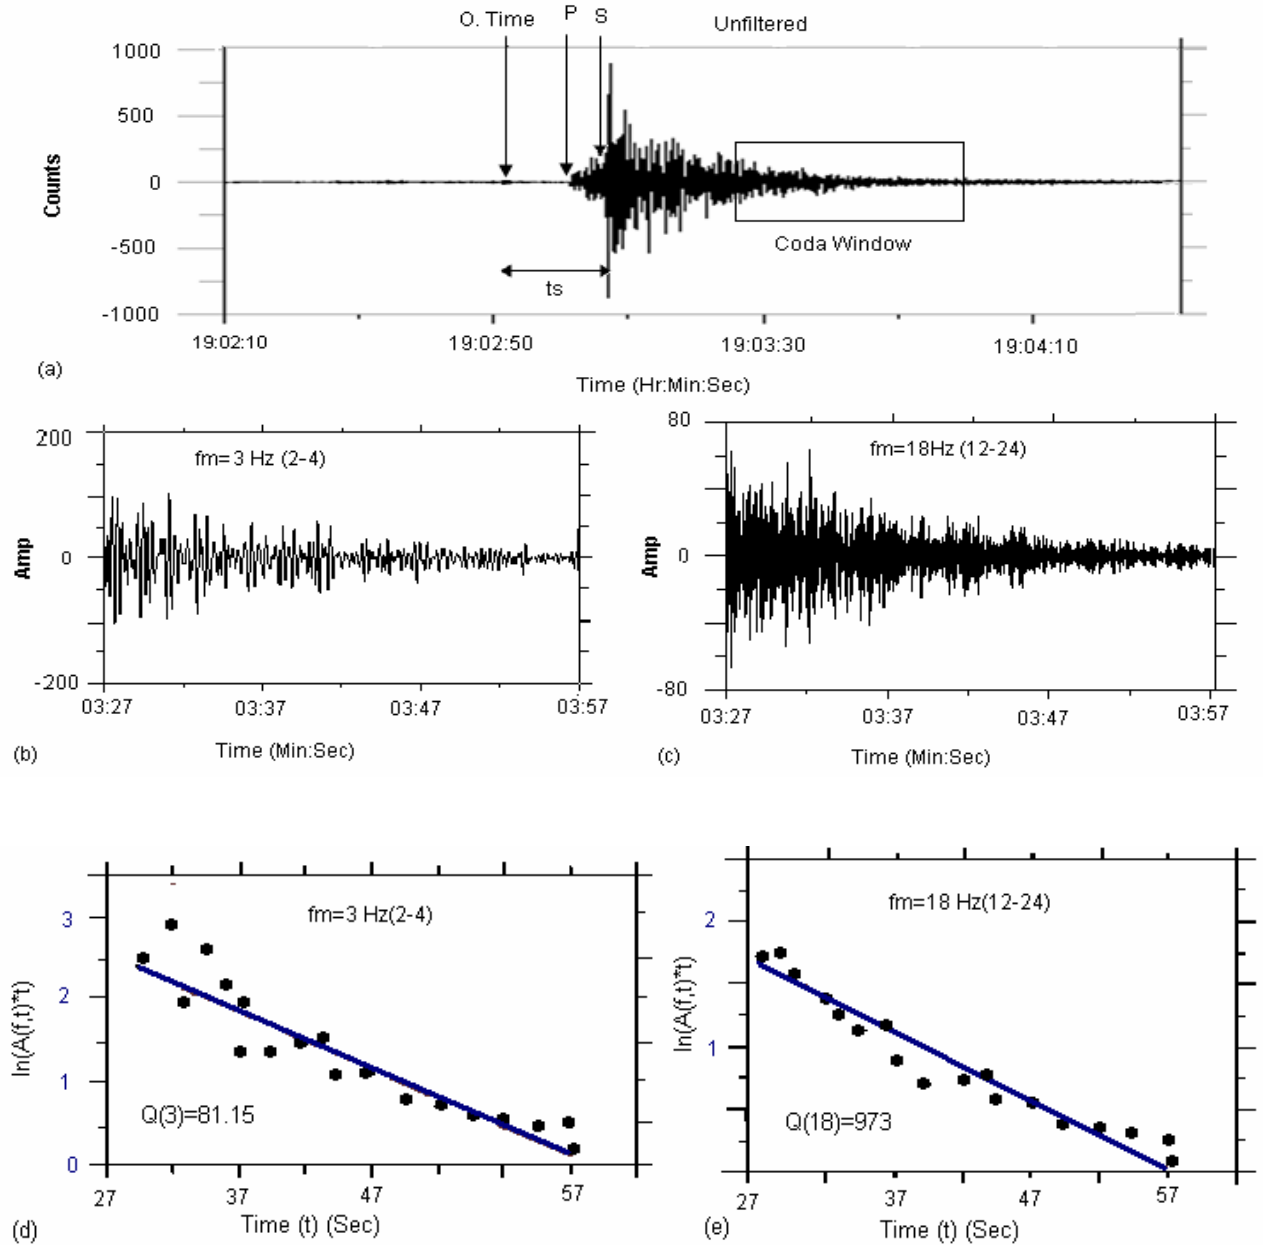 O. Time P S Unfiltered
1000
500
0
-500
-1000
Counts
Coda Window
ts
19:02:10 19:02:50 19:03:30 19:04:10
(a)
Time (Hr:Min:Sec)
200
0
-200
Amp
fm=3 Hz (2-4)
03:27 03:37 03:47 03:57
(b) Time (Min:Sec)
80
0
-80
Amp
fm=18Hz (12-24)
03:27 03:37 03:47 03:57
(c) Time (Min:Sec)
3
2
1
0
ln(A(f,t)*t)
fm=3 Hz(2-4)
Q(3)=81.15
27 37 47 57
(d) Time (t) (Sec)
2
1
ln(A(f,t)*t)
fm=18 Hz(12-24)
Q(18)=973
27 37 47 57
(e) Time (t) (Sec)